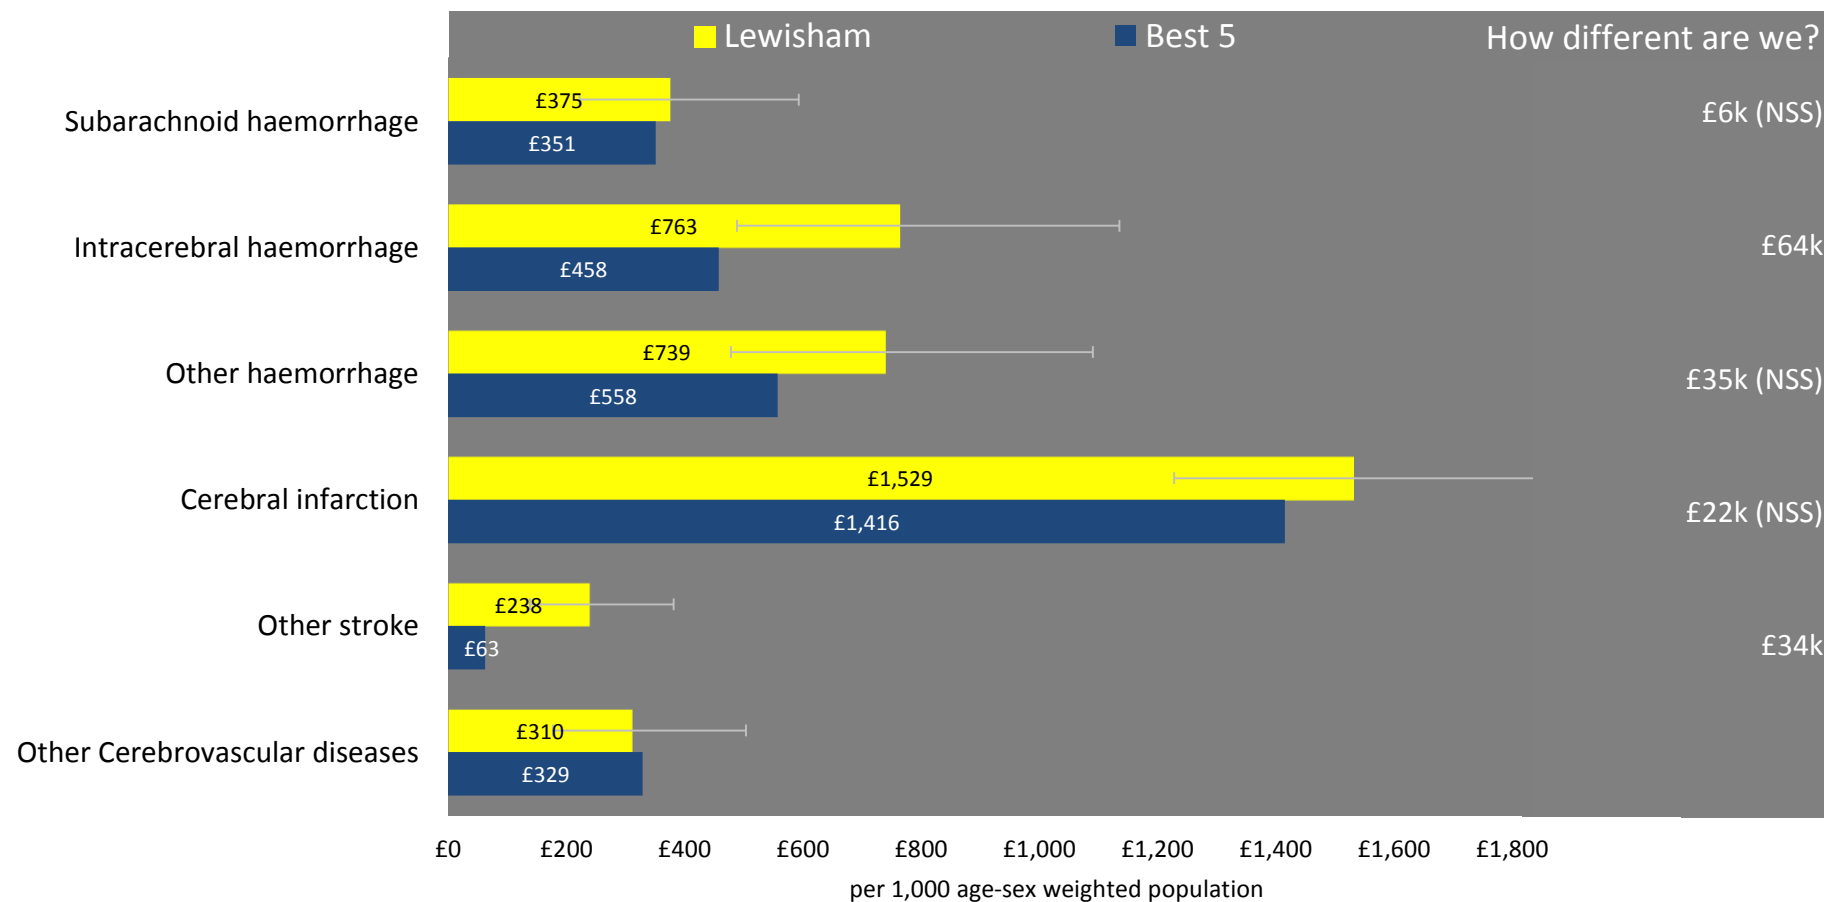 Lewisham
Best 5
How different are we?
Subarachnoid haemorrhage
£375
£351
£6k (NSS)
Intracerebral haemorrhage
£763
£458
£64k
Other haemorrhage
£739
£558
£35k (NSS)
Cerebral infarction
£1,529
£1,416
£22k (NSS)
Other stroke
£238
£63
£34k
Other Cerebrovascular diseases
£310
£329
£0 £200 £400 £600 £800 £1,000 £1,200 £1,400 £1,600 £1,800
per 1,000 age-sex weighted population